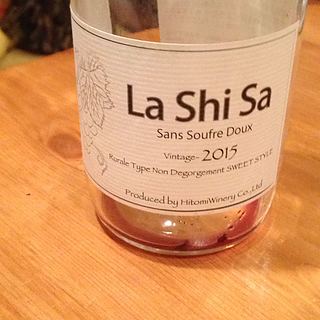 La Shi Sa
Sans Soufre Doux
Vintage- 2015
Rurale Type Non Degorgement SWEET STYLE
Produced by HitomiWinery Co.,Ltd